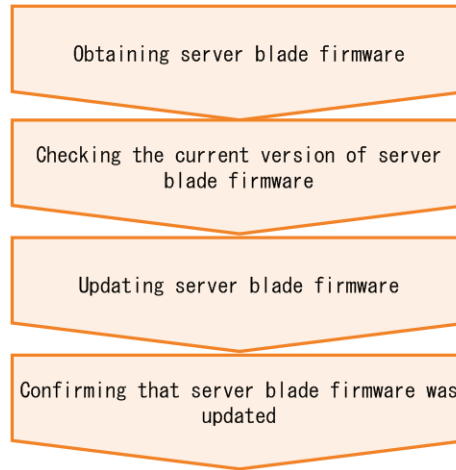 Obtaining server blade firmware
Checking the current version of server
blade firmware
Updating server blade firmware
Confirming that server blade firmware was
updated